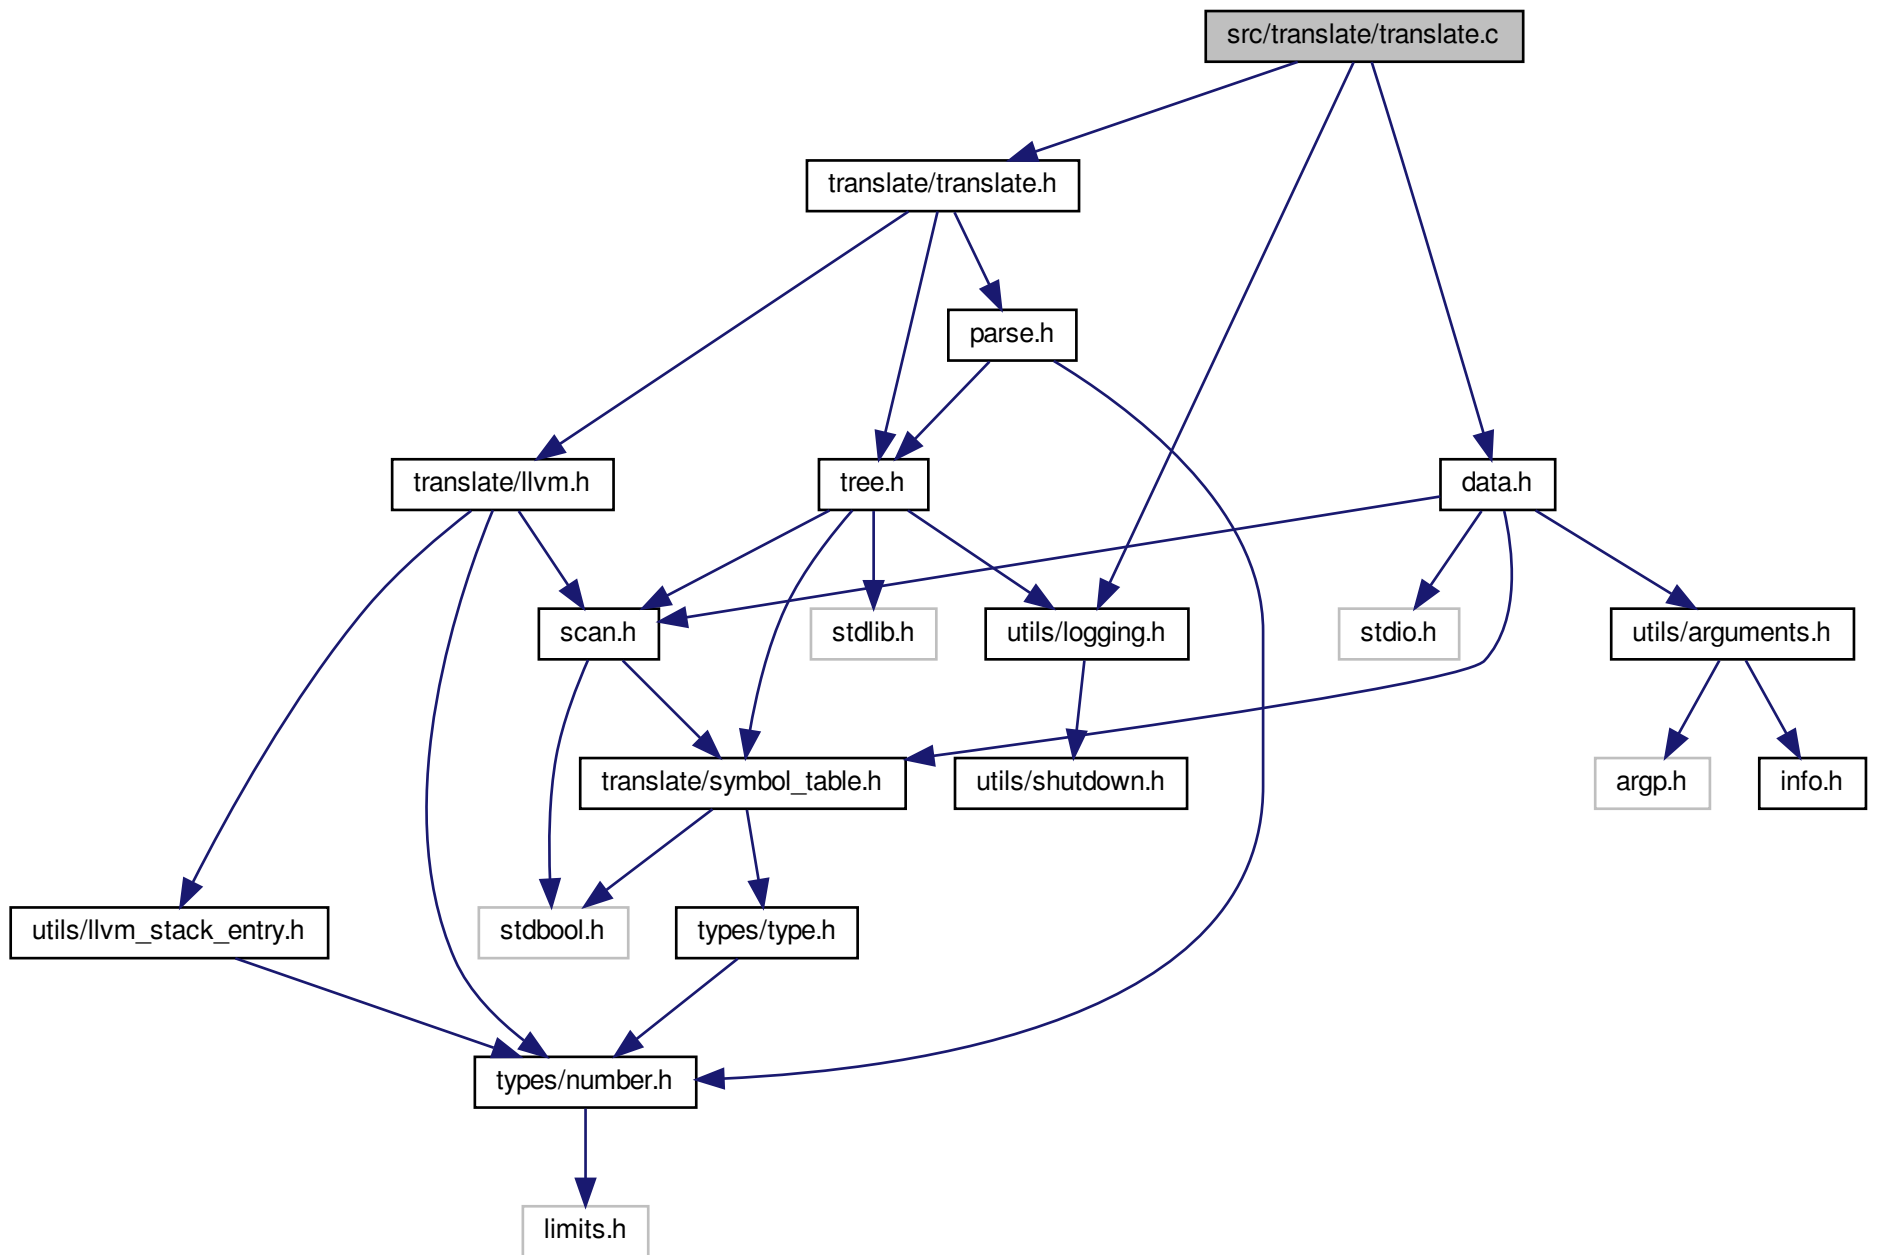 src/translate/translate.c
translate/translate.h
parse.h
translate/llvm.h
tree.h
data.h
scan.h
stdlib.h
utils/logging.h
stdio.h
utils/arguments.h
translate/symbol_table.h
utils/shutdown.h
argp.h
info.h
utils/llvm_stack_entry.h
stdbool.h
types/type.h
types/number.h
limits.h